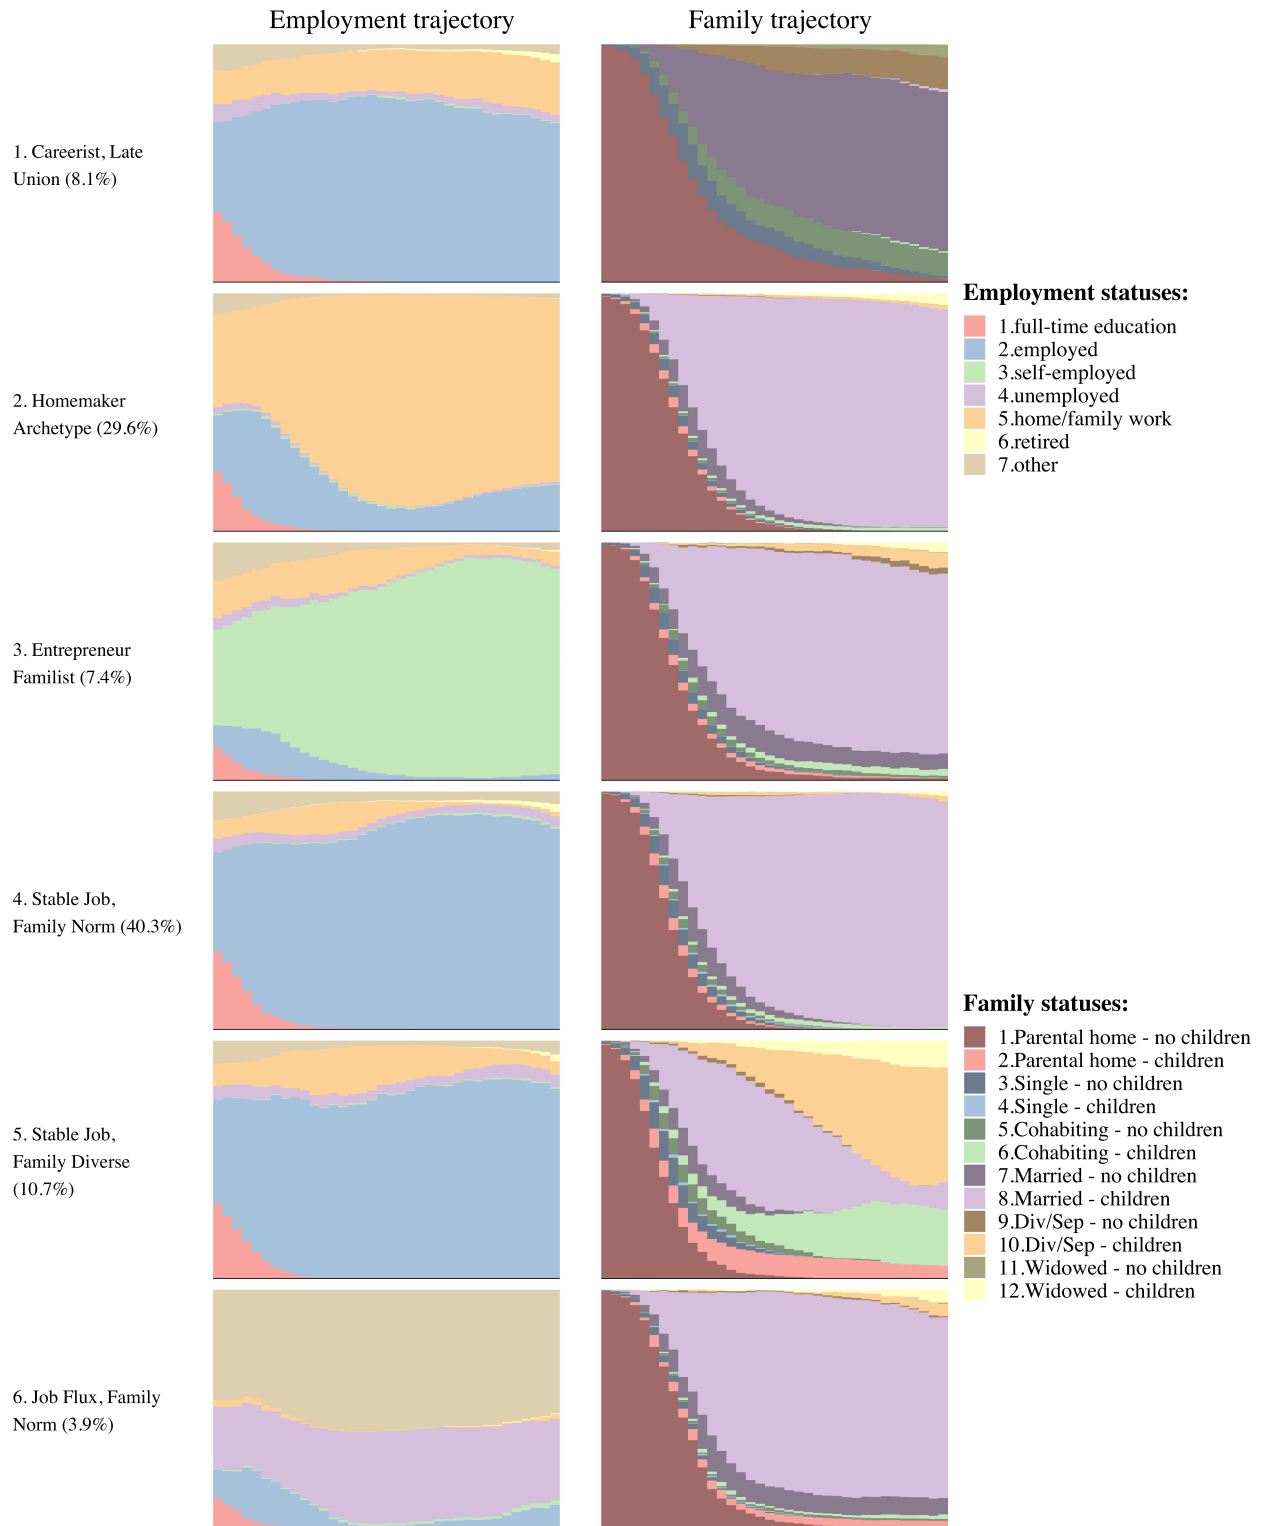 Employment trajectory
Family trajectory
1. Careerist, Late
Union (8.1%)
2. Homemaker
Archetype (29.6%)
3. Entrepreneur
Familist (7.4%)
4. Stable Job,
Family Norm (40.3%)
5. Stable Job,
Family Diverse
(10.7%)
6. Job Flux, Family
Norm (3.9%)
Employment statuses:
1.full-time education
2.employed
3.self-employed
4.unemployed
5.home/family work
6.retired
7.other
Family statuses:
1.Parental home - no children
2.Parental home - children
3.Single - no children
4.Single - children
5.Cohabiting - no children
6.Cohabiting - children
7.Married - no children
8.Married - children
9.Div/Sep - no children
10.Div/Sep - children
11.Widowed - no children
12.Widowed - children